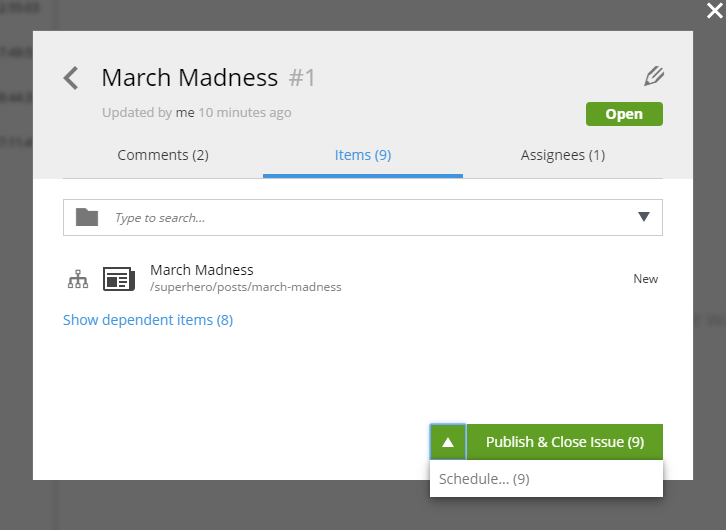 March Madness #1
Updated by me 10 minutes ago
Open
Comments (2) Items (9) Assignees (1)
Type to search...
March Madness
/superhero/posts/march-madness
New
Show dependent items (8)
Publish & Close Issue (9)
Schedule... (9)